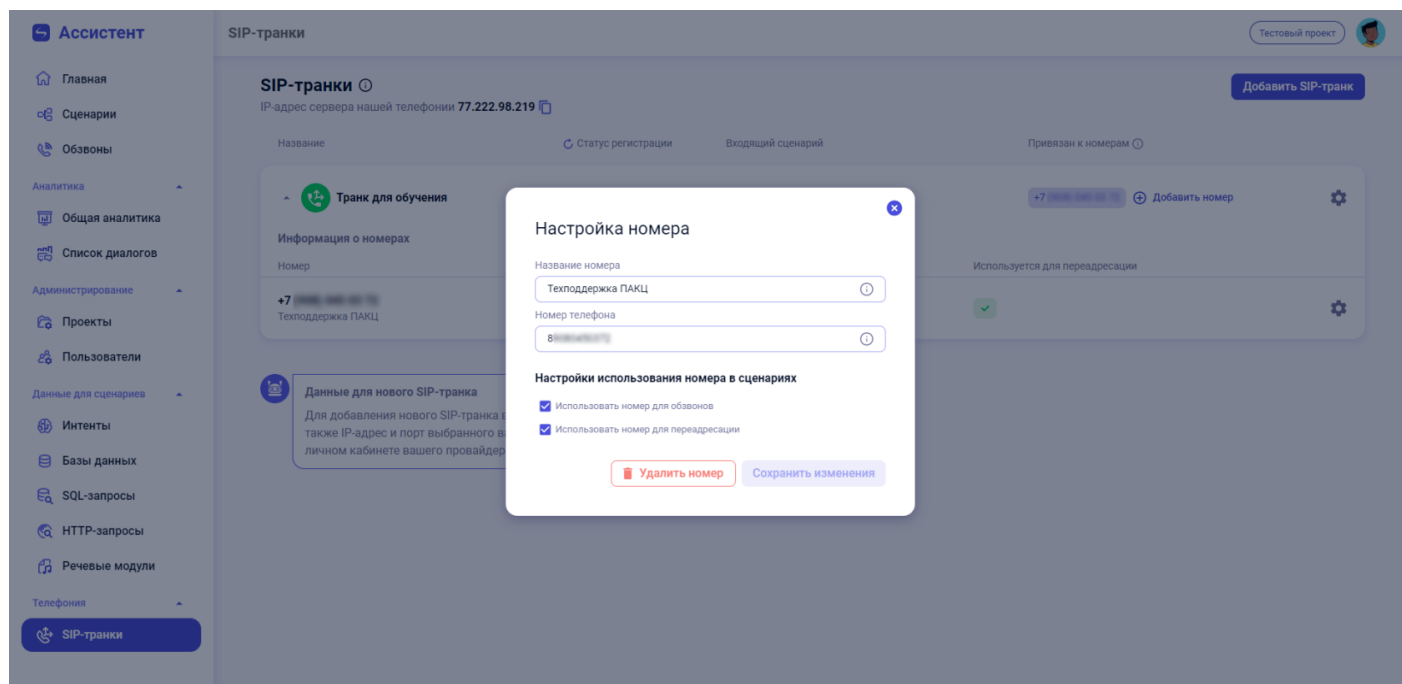 Ассистент
SIP-транки
Тестовый проект
Главная
Сценарии
Обзвоны
Аналитика
Общая аналитика
Список диалогов
Администрирование
Проекты
Пользователи
Данные для сценариев
Интенты
Базы данных
SQL-запросы
HTTP-запросы
Речевые модули
Телефония
SIP-транки
SIP-транки
Добавить SIP-транк
IP-адрес сервера нашей телефонии 77.222.98.219
Название Статус регистрации Входящий сценарий Привязан к номерам
Транк для обучения
+7
Добавить номер
Информация о номерах
Номер
Используется для переадресации
+7
Техподдержка ПАКЦ
Данные для нового SIP-транка
Для добавления нового SIP-транка
также IP-адрес и порт выбранного
личном кабинете вашего
Настройка номера
Название номера
Техподдержка ПАКЦ
Номер телефона
8
Настройки использования номера в сценариях
Использовать номер для обзвонов
Использовать номер для переадресации
Удалить номер
Сохранить изменения